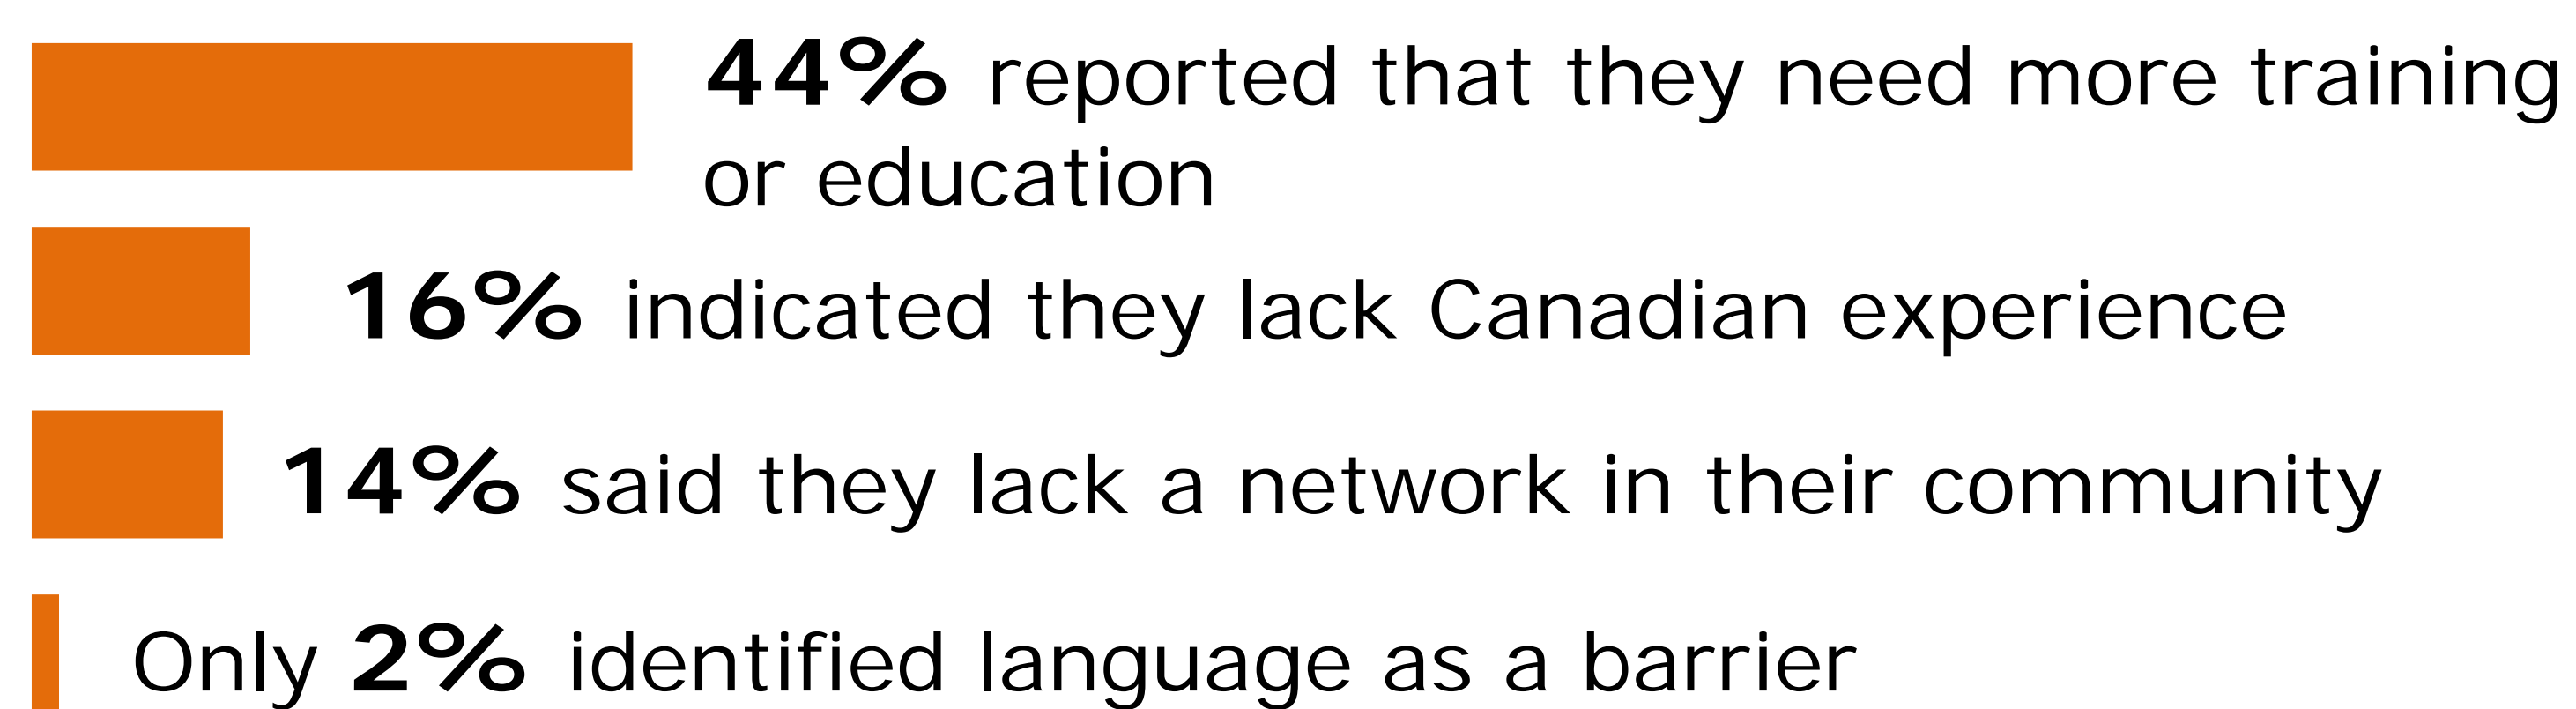 44% reported that they need more training
or education
16% indicated they lack Canadian experience
14% said they lack a network in their community
Only 2% identified language as a barrier